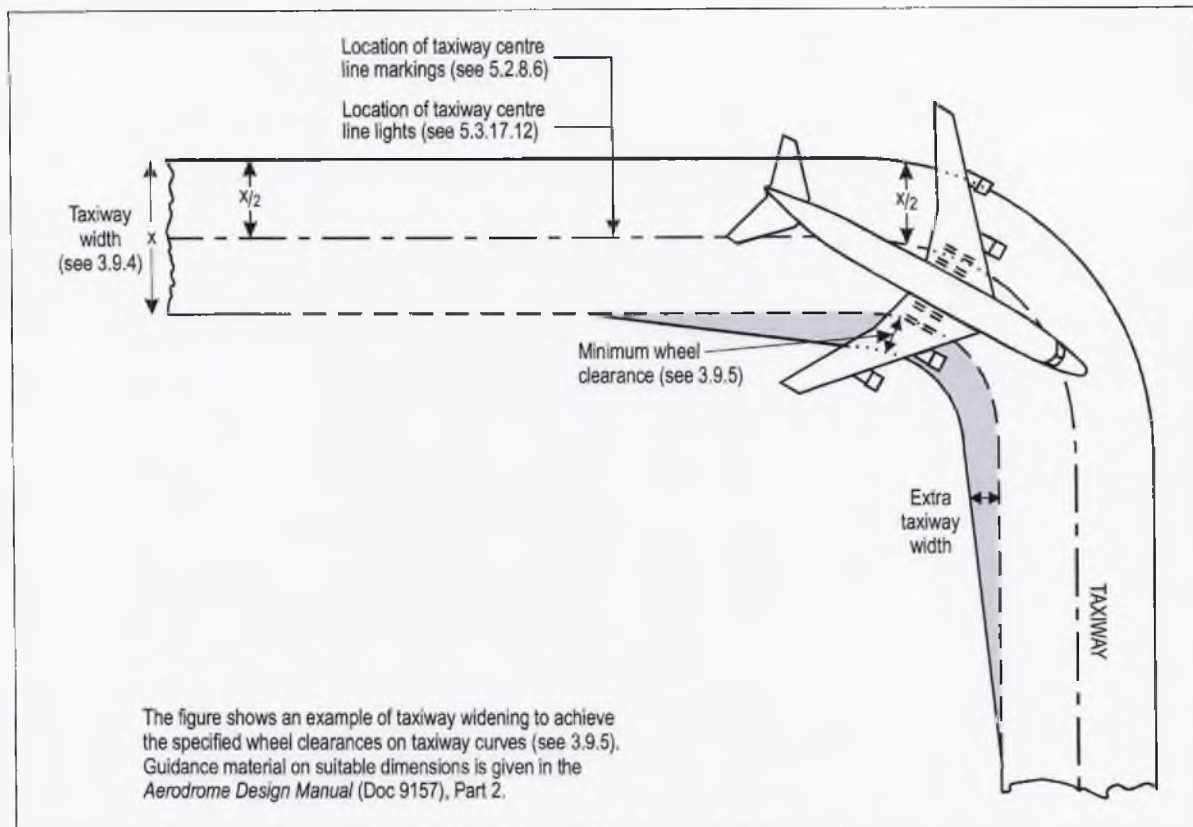 Location of taxiway centre
line markings (see 5.2.8.6)
Location of taxiway centre
line lights (see 5.3.17.12)
x/2
x/2
Taxiway
width
(see 3.9.4)
x
Minimum wheel
clearance (see 3.9.5)
Extra
taxiway
width
TAXIWAY
The figure shows an example of taxiway widening to achieve
the specified wheel clearances on taxiway curves (see 3.9.5).
Guidance material on suitable dimensions is given in the
Aerodrome Design Manual (Doc 9157), Part 2.